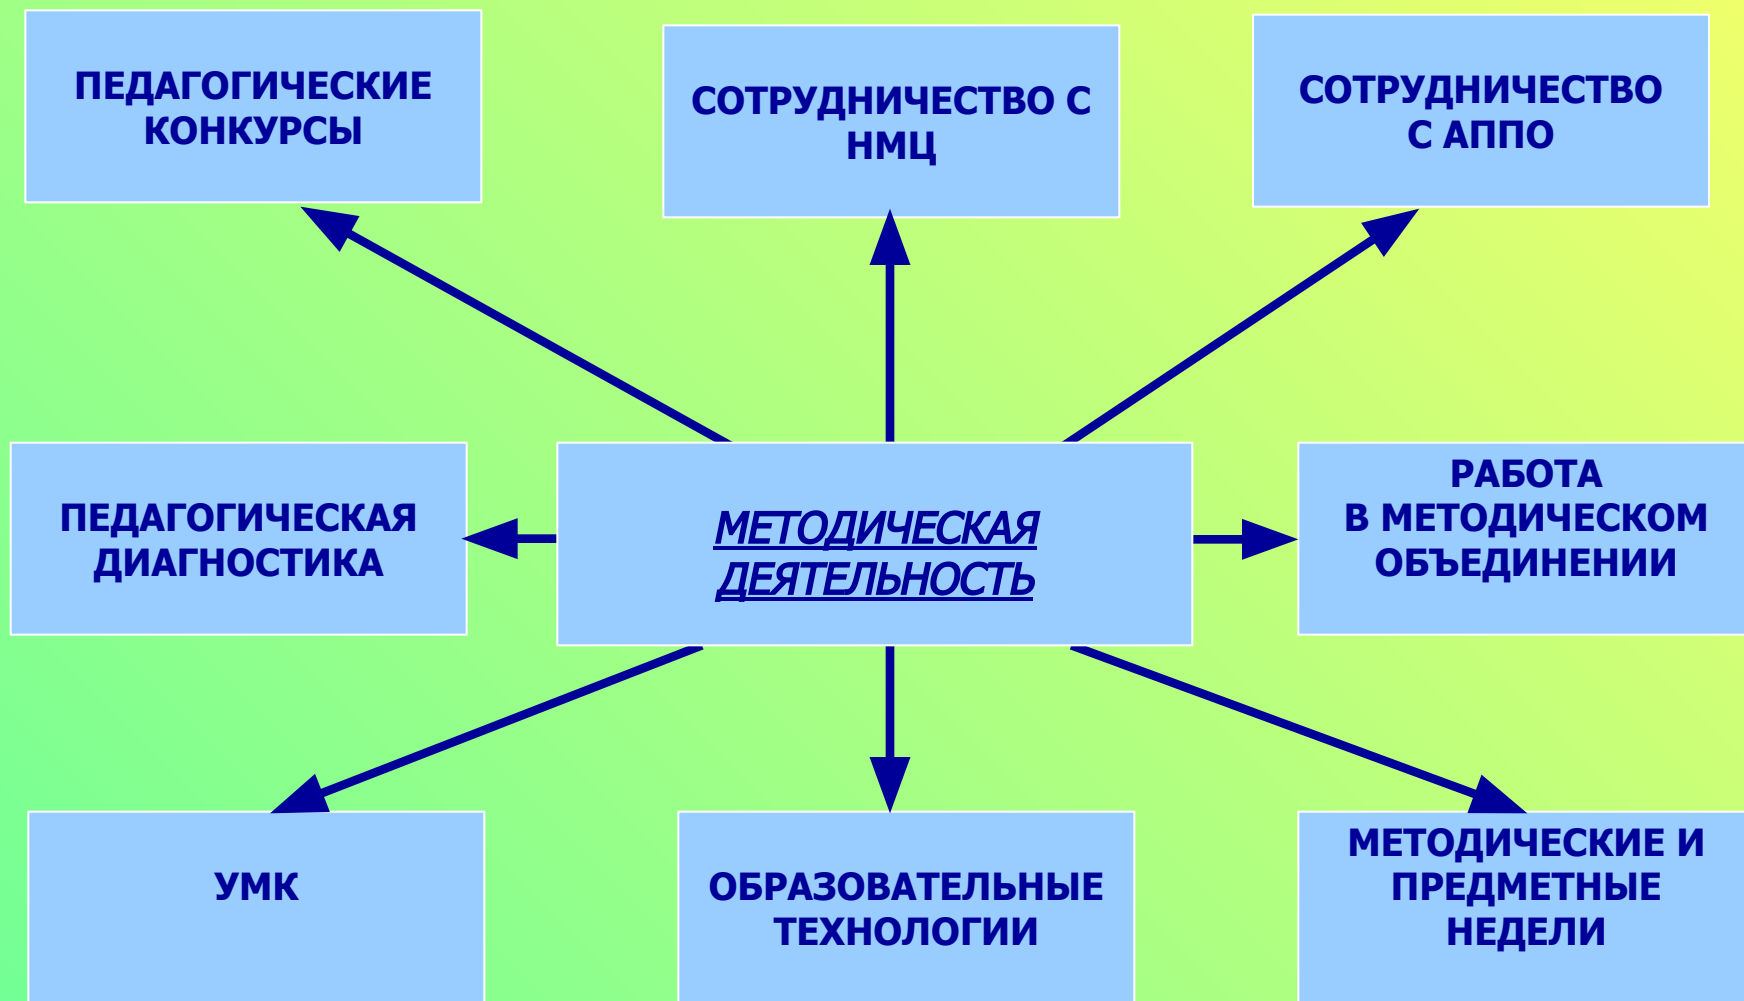 ПЕДАГОГИЧЕСКИЕ
КОНКУРСЫ
СОТРУДНИЧЕСТВО С
НМЦ
СОТРУДНИЧЕСТВО
С АППО
ПЕДАГОГИЧЕСКАЯ
ДИАГНОСТИКА
МЕТОДИЧЕСКАЯ
ДЕЯТЕЛЬНОСТЬ
РАБОТА
В МЕТОДИЧЕСКОМ
ОБЪЕДИНЕНИИ
УМК
ОБРАЗОВАТЕЛЬНЫЕ
ТЕХНОЛОГИИ
МЕТОДИЧЕСКИЕ И
ПРЕДМЕТНЫЕ
НЕДЕЛИ